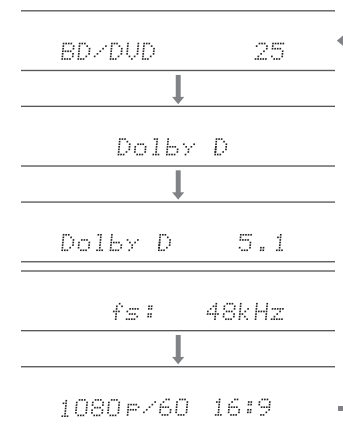 BD/DVD 25
Dolby D
Dolby D 5.1
fs: 48kHz
1080p/60 16:9